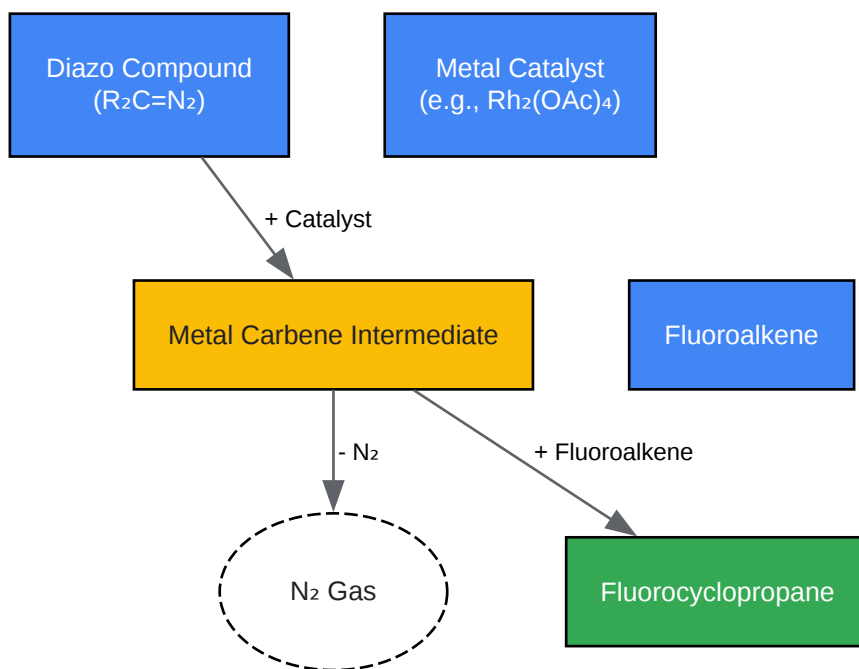 Diazo Compound
(R₂C=N₂)
Metal Catalyst
(e.g., Rh₂(OAc)₄)
+ Catalyst
Metal Carbene Intermediate
Fluoroalkene
- N₂
+ Fluoroalkene
N₂ Gas
Fluorocyclopropane